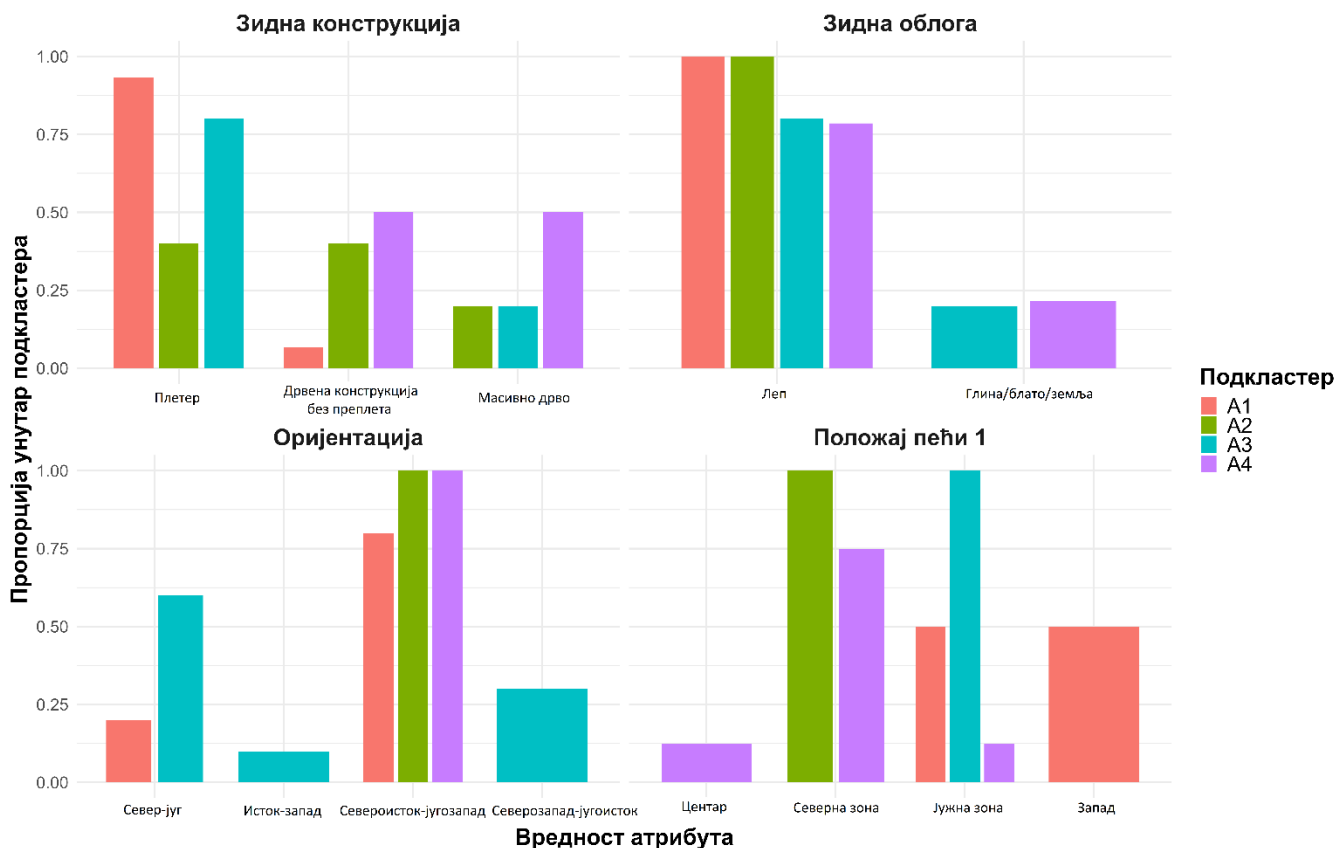 Зидна конструкција
Зидна облога
Пропорција унутар подкластера
1.00
0.75
0.50
0.25
0.00
Плетер
Дрвена конструкција
без преплета
Масивно дрво
Леп
Глина/блато/земља
Оријентација
Положај пећи 1
1.00
0.75
0.50
0.25
0.00
Север-југ
Исток-запад
Североисток-југозапад
Северозапад-југоисток
Центар
Северна зона
Јужна зона
Запад
Вредност атрибута
Подкластер
A1
A2
A3
A4